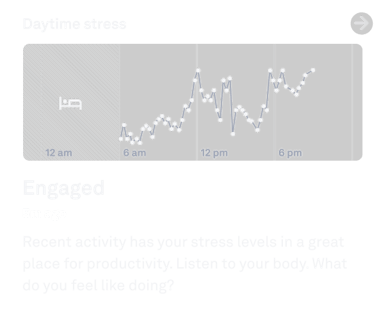 Daytime stress
12 am 6 am 12 pm 6 pm
Engaged
Recent activity has your stress levels in a great
place for productivity. Listen to your body. What
do you feel like doing?